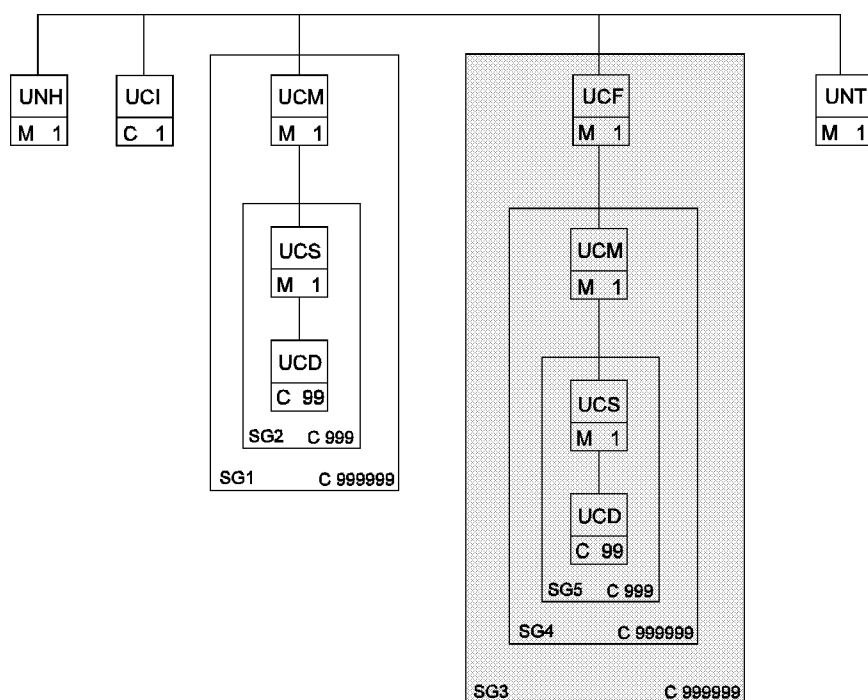 UNH
M 1
UCI
C 1
UCM
M 1
UCS
M 1
UCD
C 99
SG2 C 999
SG1 C 999999
UCF
M 1
UCM
M 1
UCS
M 1
UCD
C 99
SG5 C 999
SG4 C 999999
SG3 C 999999
UNT
M 1